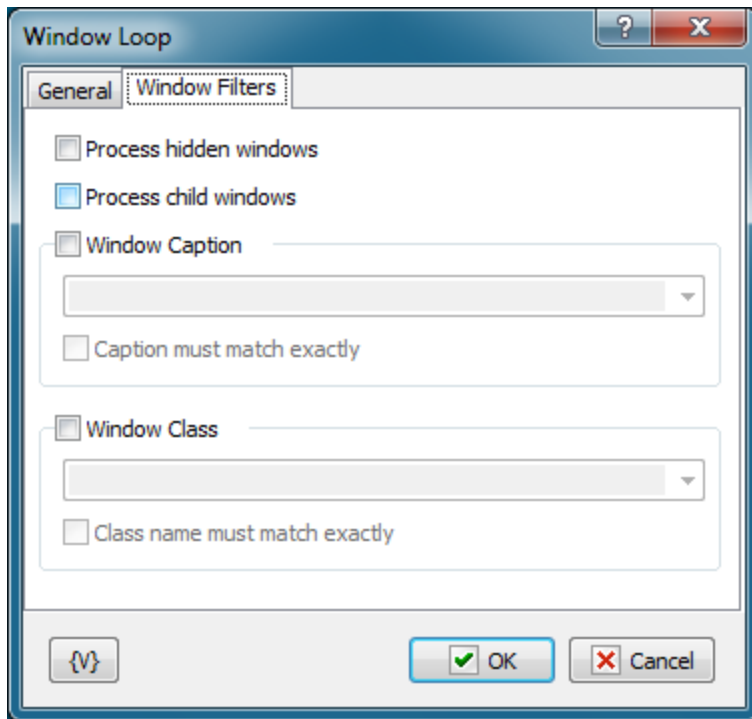 Window Loop
?
General Window Filters
Process hidden windows
Process child windows
Window Caption
Caption must match exactly
Window Class
Class name must match exactly
{V} OK Cancel